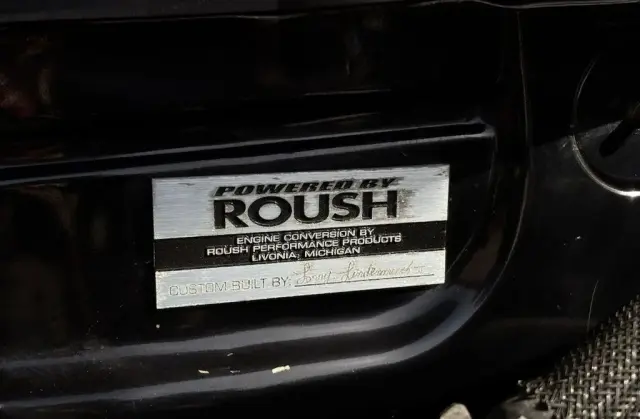 POWERED BY
ROUSH
ENGINE CONVERSION BY
ROUSH PERFORMANCE PRODUCTS
LIVONIA, MICHIGAN
CUSTOM BUILT BY: